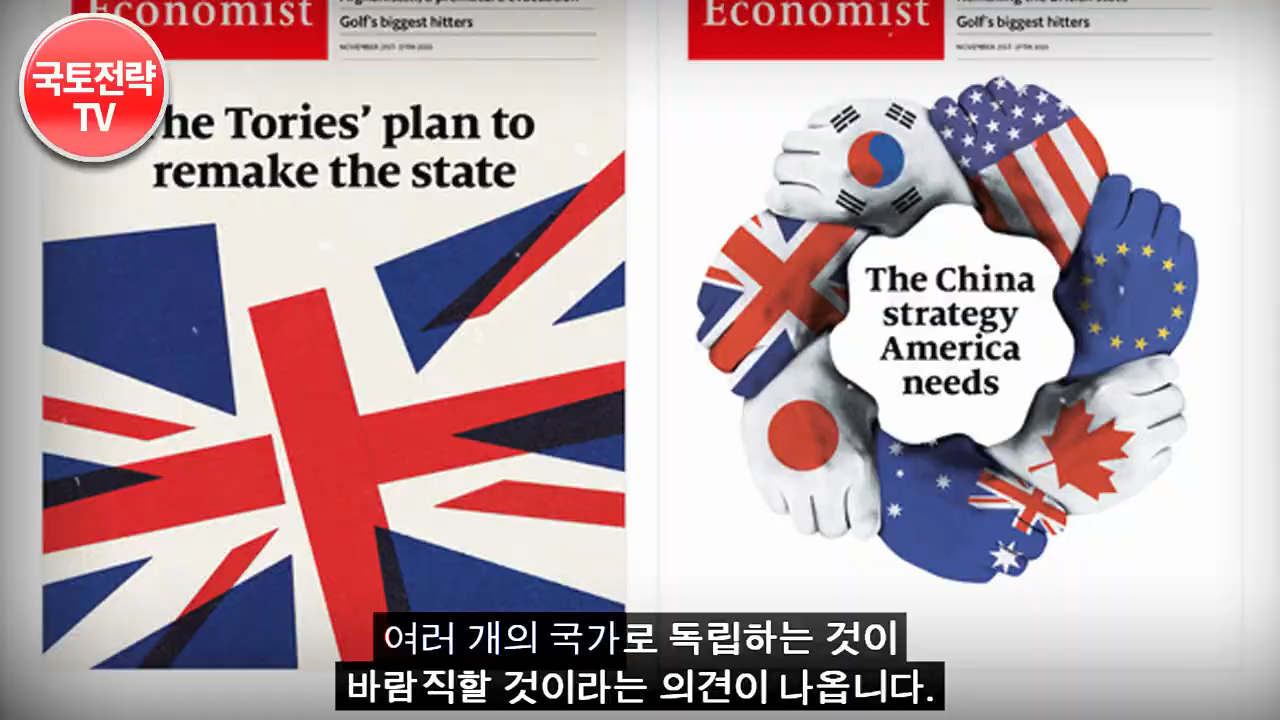 Economist
Golf's biggest hitters
Economist
Golf's biggest hitters
국토전략
TV
he Tories' plan to
remake the state
The China
strategy
America
needs
여러 개의 국가로 독립하는 것이
바람직할 것이라는 의견이 나옵니다.